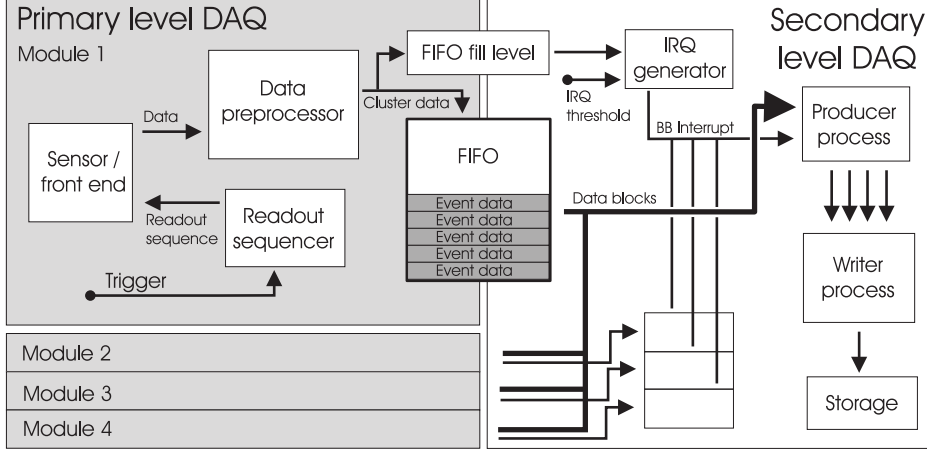 Primary level DAQ
Module 1
Data
preprocessor
Data
Sensor /
front end
Readout
sequence
Readout
sequencer
Trigger
Cluster data
FIFO fill level
FIFO
Event data
Event data
Event data
Event data
Event data
Module 2
Module 3
Module 4
Secondary
level DAQ
IRQ
generator
IRQ
threshold
BB Interrupt
Data blocks
Producer
process
Writer
process
Storage